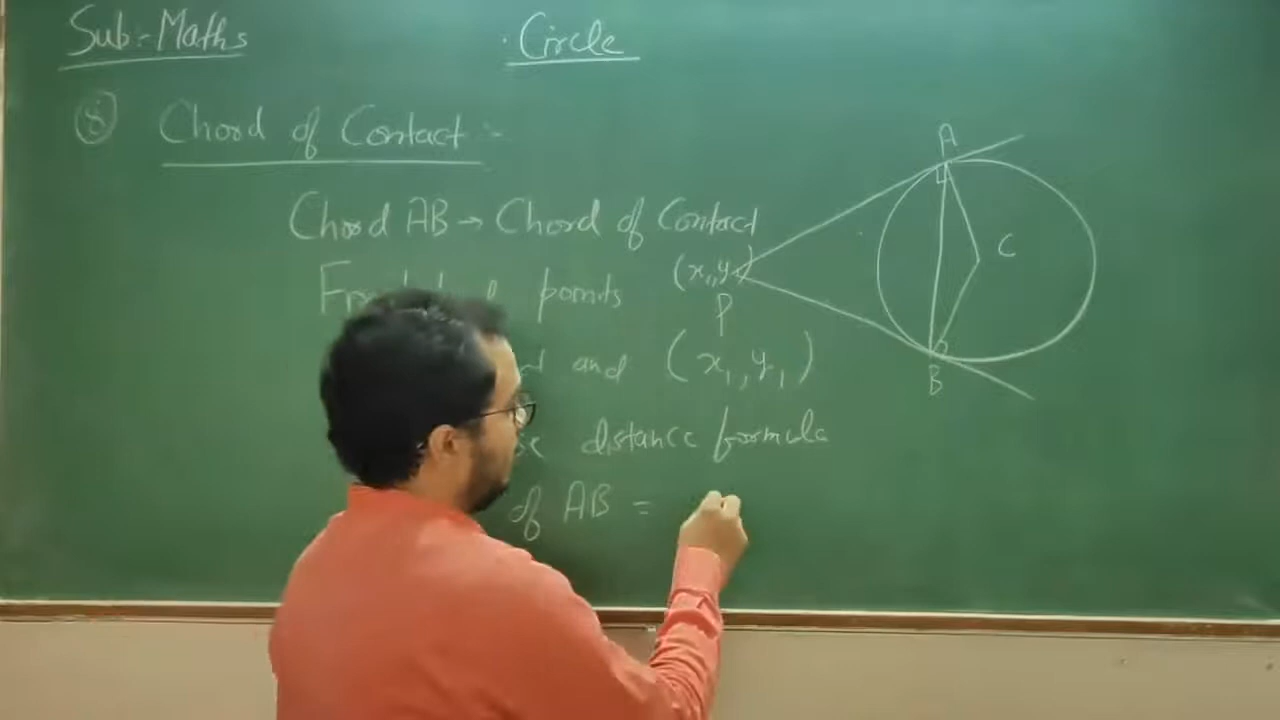 Sub:- Maths
Circle
⑧ Chord of Contact :-
Chord AB → Chord of Contact
points
and (x₁, y₁)
distance formula
of AB =
A
(x₁, y₁)
P
C
B